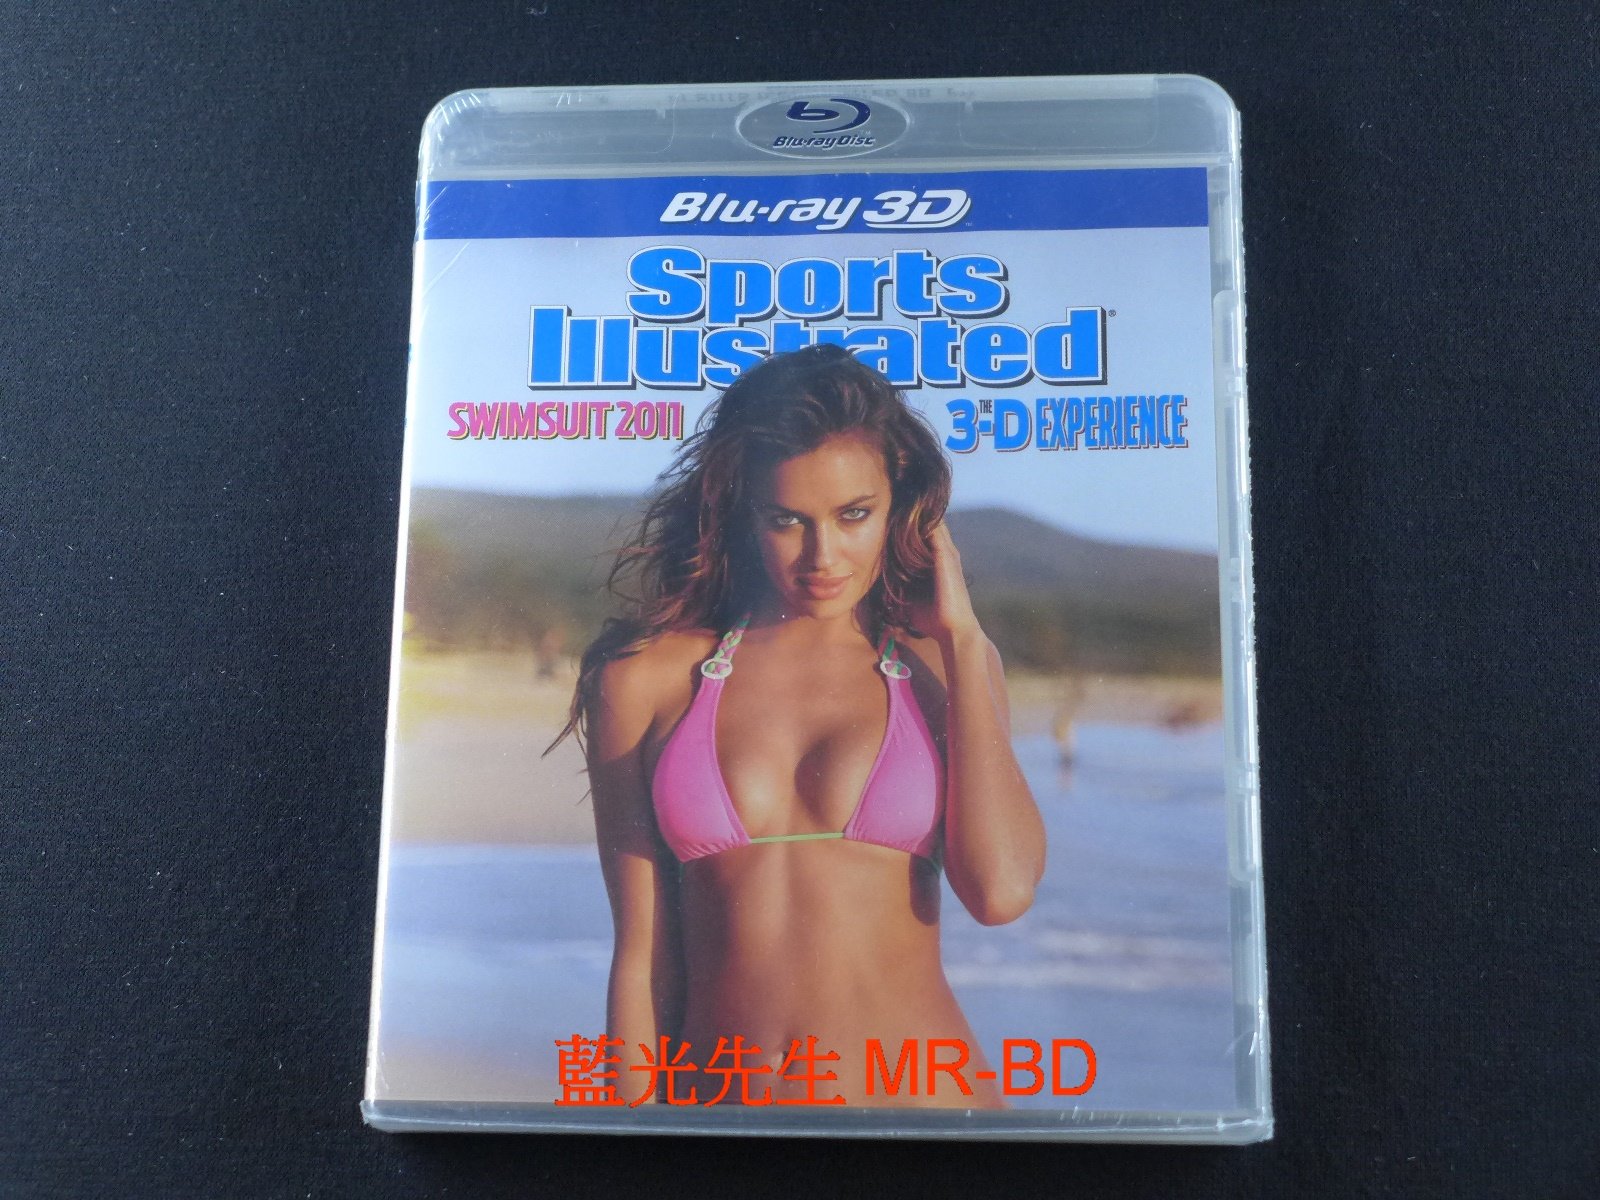 Blu-ray Disc
Blu-ray 3D
Sports
Illustrated
SWIMSUIT 2011
THE
3-D EXPERIENCE
藍光先生 MR-BD